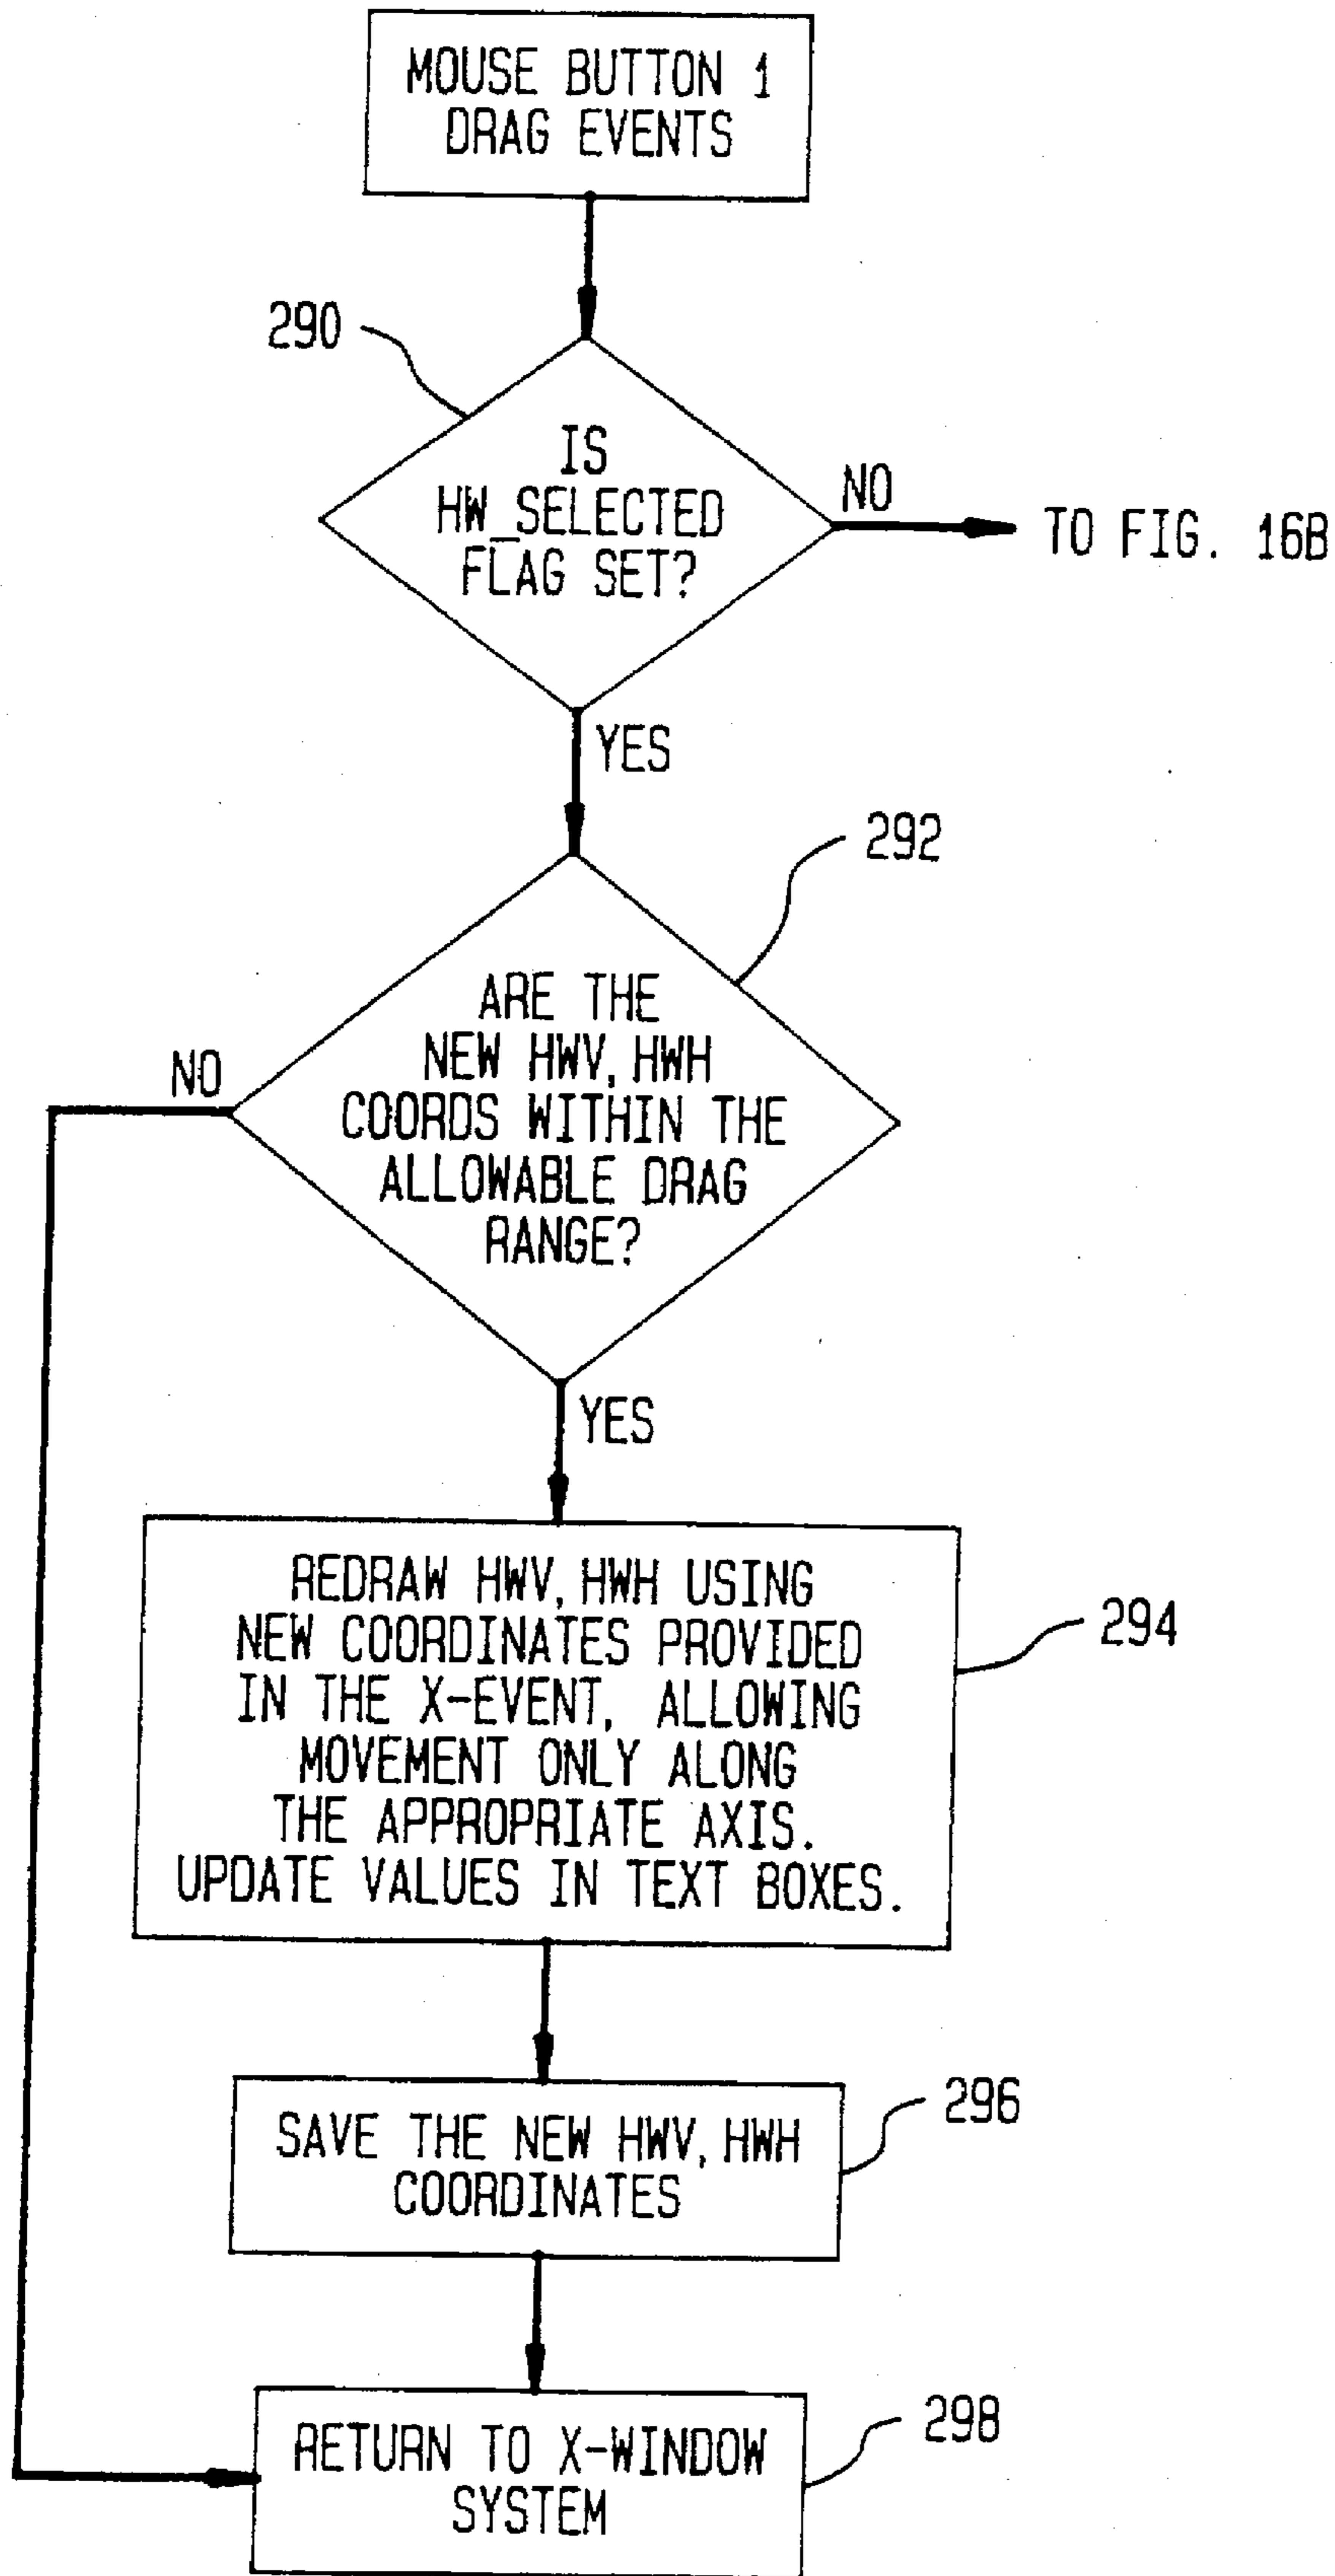 MOUSE BUTTON 1
DRAG EVENTS
290
IS
HW_SELECTED
FLAG SET?
NO
TO FIG. 16B
YES
292
ARE THE
NEW HWV, HWH
COORDS WITHIN THE
ALLOWABLE DRAG
RANGE?
NO
YES
REDRAW HWV, HWH USING
NEW COORDINATES PROVIDED
IN THE X-EVENT, ALLOWING
MOVEMENT ONLY ALONG
THE APPROPRIATE AXIS.
UPDATE VALUES IN TEXT BOXES.
294
SAVE THE NEW HWV, HWH
COORDINATES
296
RETURN TO X-WINDOW
SYSTEM
298